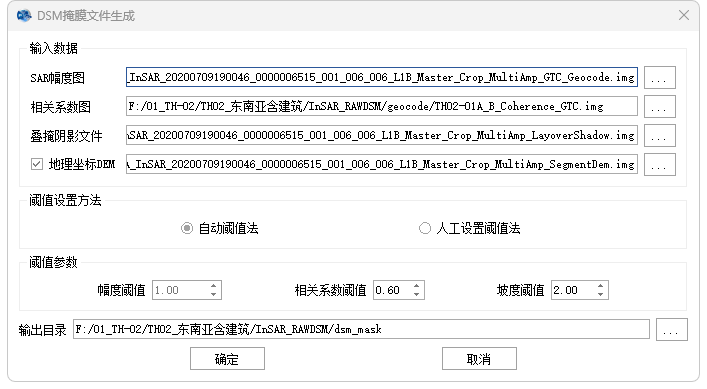 DSM掩膜文件生成
输入数据
SAR幅度图 _InSAR_20200709190046_0000006515_001_006_006_L1B_Master_Crop_MultiAmp_GTC_Geocode.img ...
相关系数图 F:/01_TH-02/TH02_东南亚含建筑/InSAR_RAWDSM/geocode/TH02-01A_B_Coherence_GTC.img ...
叠掩阴影文件 SAR_20200709190046_0000006515_001_006_006_L1B_Master_Crop_MultiAmp_LayoverShadow.img ...
地理坐标DEM _InSAR_20200709190046_0000006515_001_006_006_L1B_Master_Crop_MultiAmp_SegmentDem.img ...
阈值设置方法
自动阈值法 人工设置阈值法
阈值参数
幅度阈值 1.00 相关系数阈值 0.60 坡度阈值 2.00
输出目录 F:/01_TH-02/TH02_东南亚含建筑/InSAR_RAWDSM/dsm_mask ...
确定 取消